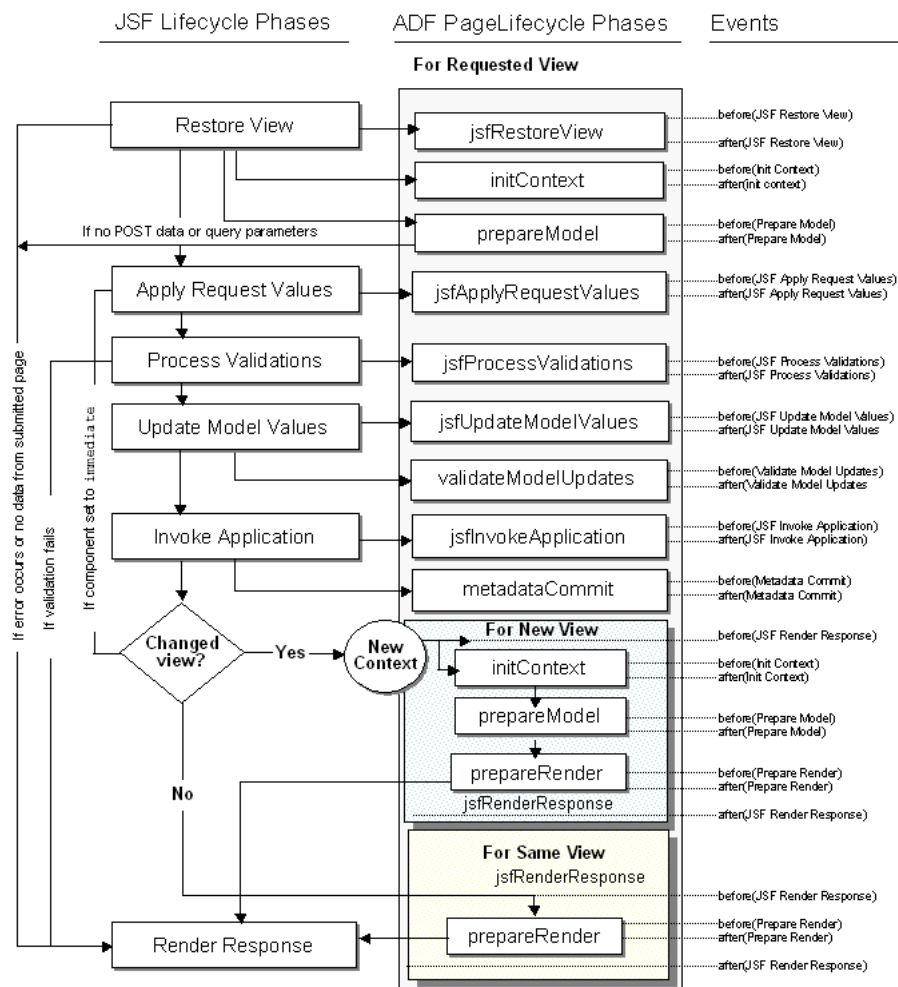 JSF Lifecycle Phases
ADF PageLifecycle Phases
Events
For Requested View
Restore View
jsfRestoreView
before(JSF Restore View)
after(JSF Restore View)
initContext
before(Init Context)
after(init context)
If no POST data or query parameters
prepareModel
before(Prepare Model)
after(Prepare Model)
Apply Request Values
jsfApplyRequestValues
before(JSF Apply Request Values)
after(JSF Apply Request Values)
Process Validations
jsfProcessValidations
before(JSF Process Validations)
after(JSF Process Validations)
Update Model Values
jsfUpdateModelValues
before(JSF Update Model Values)
after(JSF Update Model Values
validateModelUpdates
before(Validate Model Updates)
after(Validate Model Updates
Invoke Application
jsfInvokeApplication
before(JSF Invoke Application)
after(JSF Invoke Application)
metadataCommit
before(Metadata Commit)
after(Metadata Commit)
If error occurs or no data from submitted page
If validation fails
If component set to immediate
Changed
view?
Yes
New
Context
For New View
before(JSF Render Response)
initContext
before(Init Context)
after(Init Context)
prepareModel
before(Prepare Model)
after(Prepare Model)
prepareRender
before(Prepare Render)
after(Prepare Render)
No
jsfRenderResponse
after(JSF Render Response)
For Same View
jsfRenderResponse
before(JSF Render Response)
Render Response
prepareRender
before(Prepare Render)
after(Prepare Render)
after(JSF Render Response)